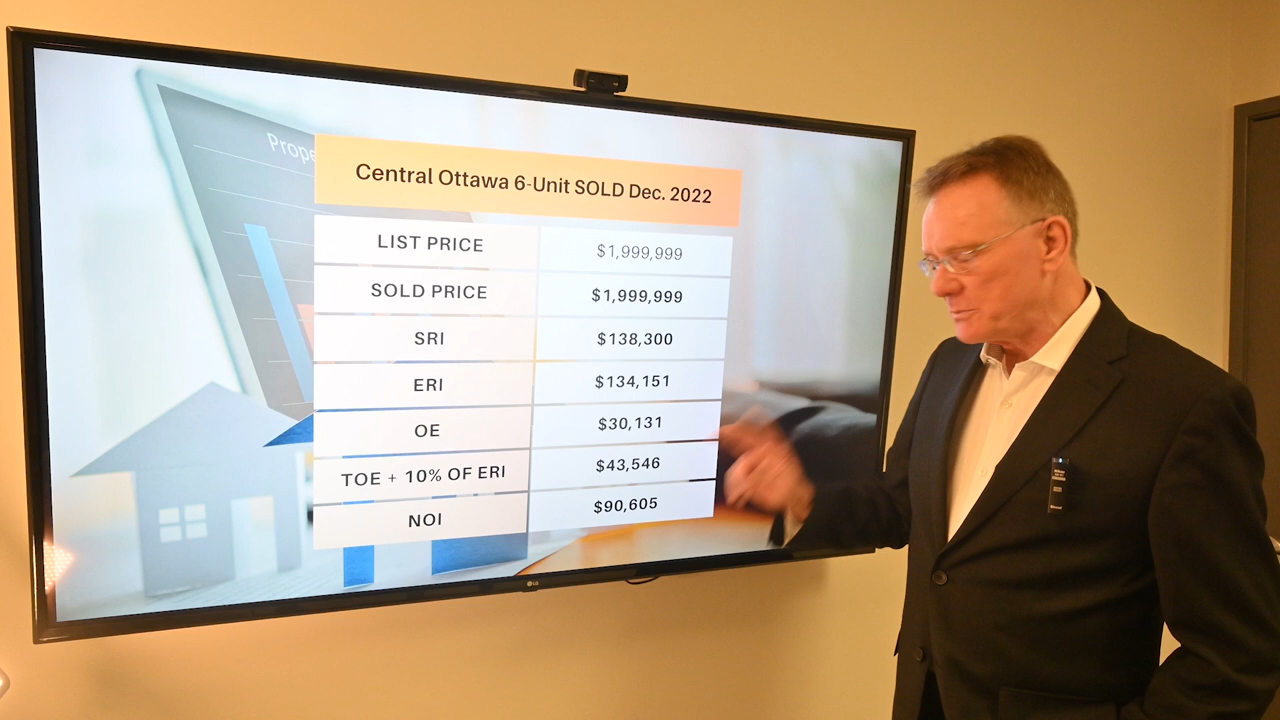 Prope
Central Ottawa 6-Unit SOLD Dec. 2022
LIST PRICE $1,999,999
SOLD PRICE $1,999,999
SRI $138,300
ERI $134,151
OE $30,131
TOE + 10% OF ERI $43,546
NOI $90,605
LG